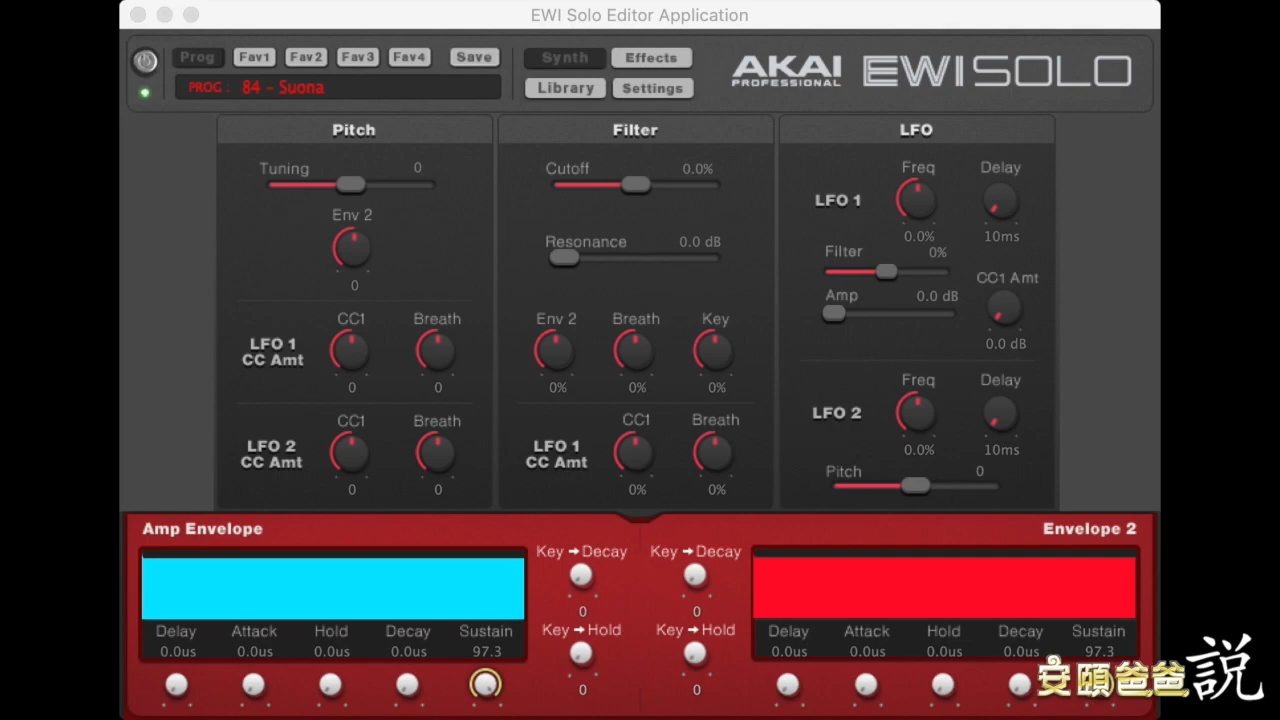 EWI Solo Editor Application
Prog Fav1 Fav2 Fav3 Fav4 Save
PROG : 84 - Suona
Synth Effects
Library Settings
AKAI PROFESSIONAL EWI SOLO
Pitch
Tuning 0
Env 2
0
CC1 Breath
LFO 1
CC Amt
0 0
CC1 Breath
LFO 2
CC Amt
0 0
Filter
Cutoff 0.0%
Resonance 0.0 dB
Env 2 Breath Key
0% 0% 0%
CC1 Breath
LFO 1
CC Amt
0% 0%
LFO
Freq Delay
LFO 1
0.0% 10ms
Filter 0%
CC1 Amt
Amp 0.0 dB
0.0 dB
Freq Delay
LFO 2
0.0% 10ms
Pitch 0
Amp Envelope
Delay Attack Hold Decay Sustain
0.0us 0.0us 0.0us 0.0us 97.3
Key➞Decay Key➞Decay
0 0
Key➞Hold Key➞Hold
0 0
Envelope 2
Delay Attack Hold Decay Sustain
0.0us 0.0us 0.0us 0.0us 97.3
安頤爸爸説